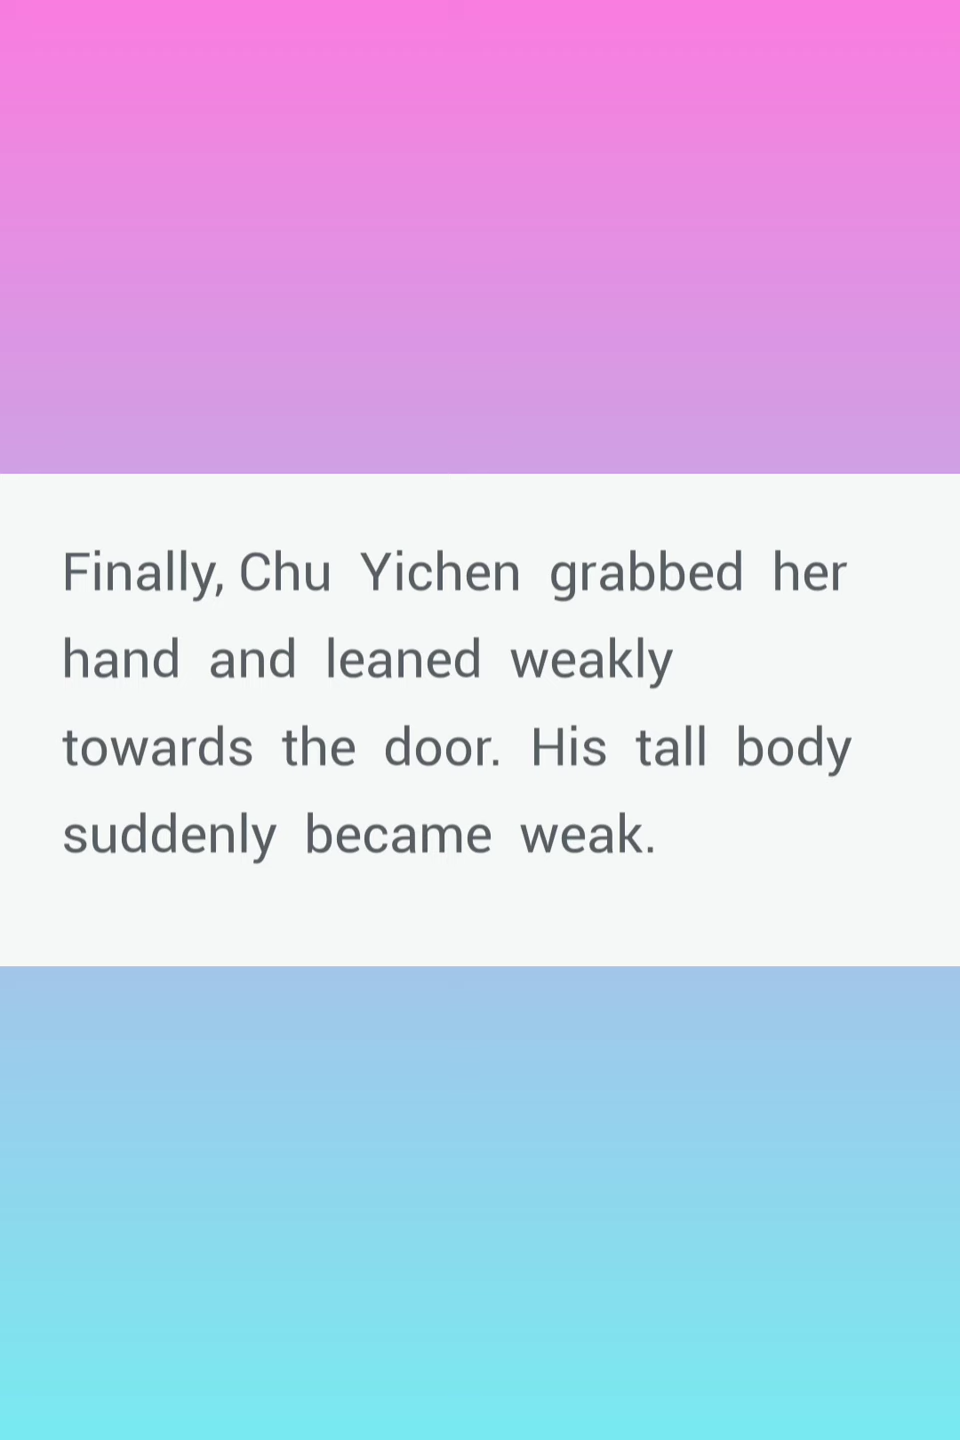 Finally, Chu Yichen grabbed her
hand and leaned weakly
towards the door. His tall body
suddenly became weak.